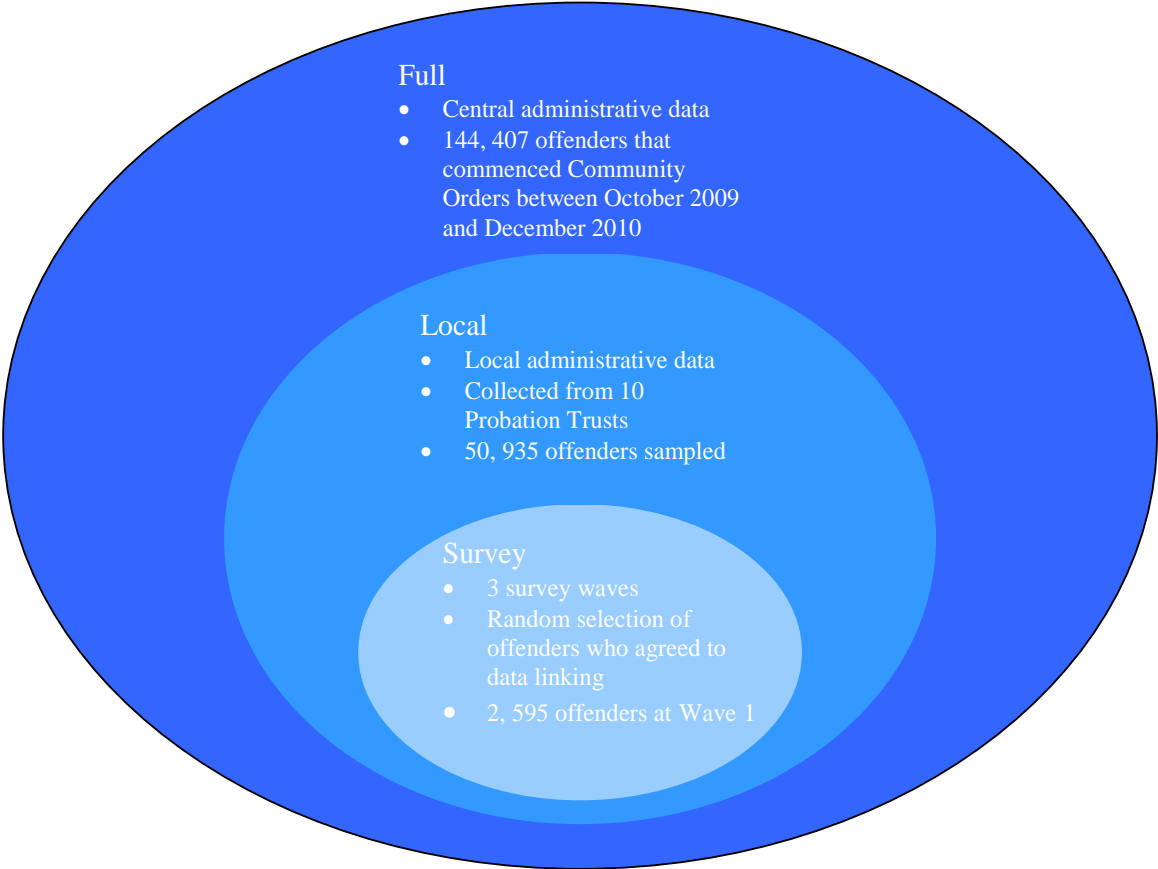 Full
• Central administrative data
• 144, 407 offenders that
commenced Community
Orders between October 2009
and December 2010
Local
• Local administrative data
• Collected from 10
Probation Trusts
• 50, 935 offenders sampled
Survey
• 3 survey waves
• Random selection of
offenders who agreed to
data linking
• 2, 595 offenders at Wave 1